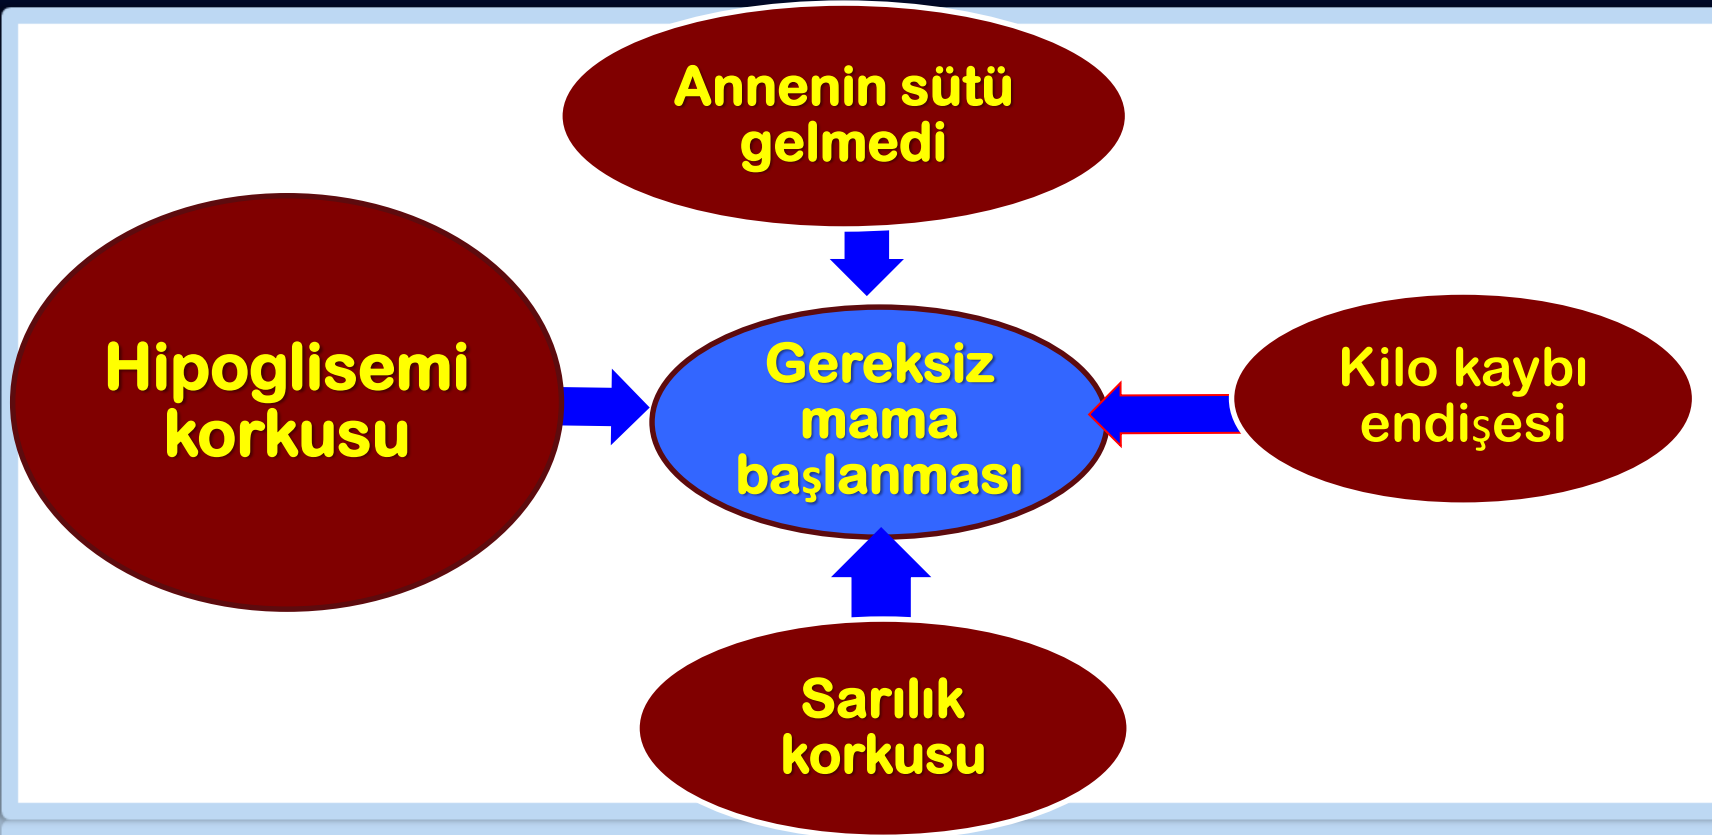 Annenin sütü
gelmedi
Hipoglisemi
korkusu
Gereksiz
mama
başlanması
Kilo kaybı
endişesi
Sarılık
korkusu